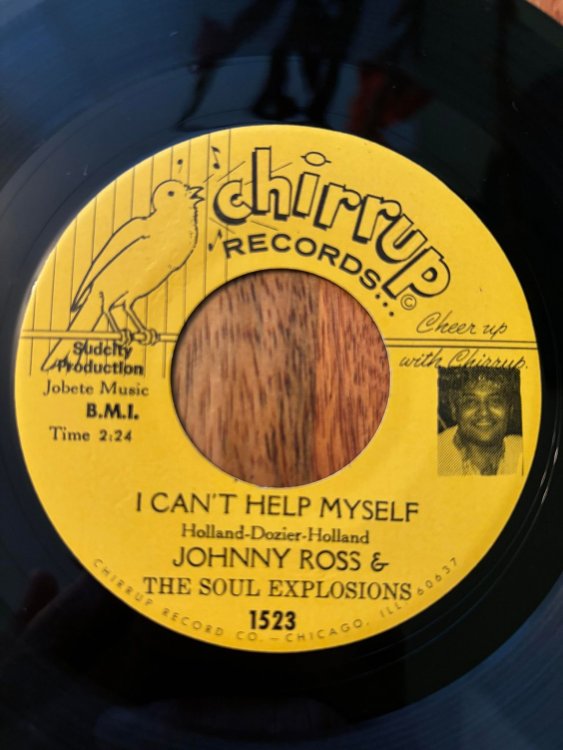 chirrup
RECORDS...
©
Cheer up
with Chirrup.
Sudcity
Production
Jobete Music
B.M.I.
Time 2:24
I CAN'T HELP MYSELF
Holland-Dozier-Holland
JOHNNY ROSS &
THE SOUL EXPLOSIONS
1523
CHIRRUP RECORD CO. — CHICAGO, ILL. 60637